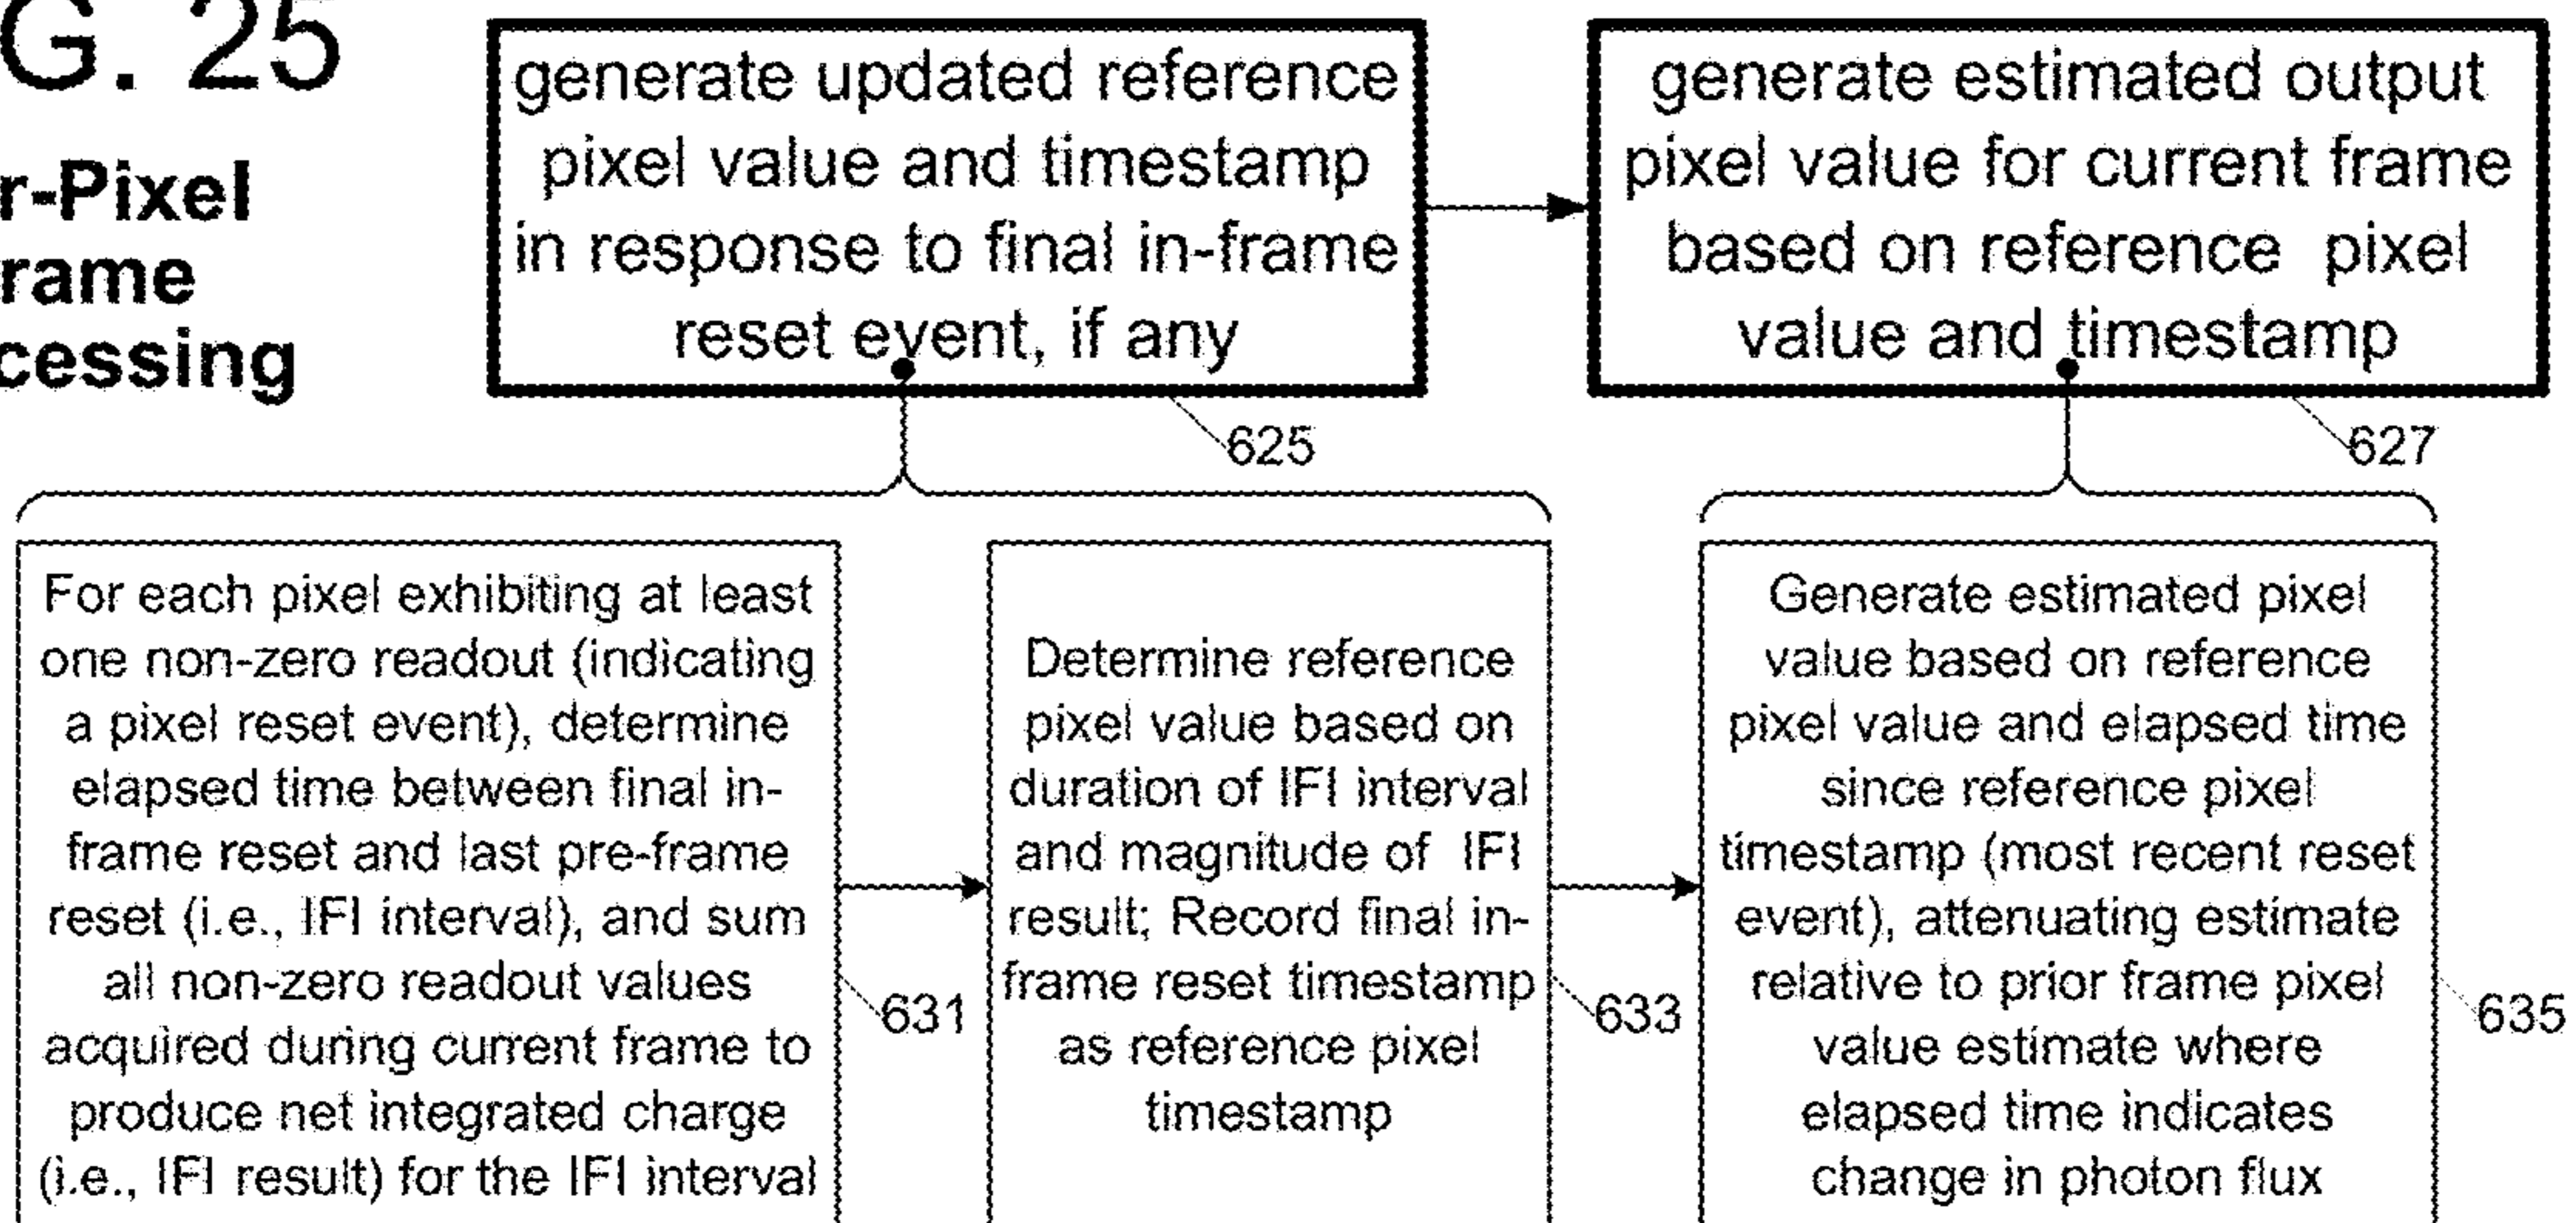 G. 25
r-Pixel
rame
cessing
generate updated reference
pixel value and timestamp
in response to final in-frame
reset event, if any
generate estimated output
pixel value for current frame
based on reference pixel
value and timestamp
625
627
For each pixel exhibiting at least
one non-zero readout (indicating
a pixel reset event), determine
elapsed time between final in-
frame reset and last pre-frame
reset (i.e., IFI interval), and sum
all non-zero readout values
acquired during current frame to
produce net integrated charge
(i.e., IFI result) for the IFI interval
631
Determine reference
pixel value based on
duration of IFI interval
and magnitude of IFI
result; Record final in-
frame reset timestamp
as reference pixel
timestamp
633
Generate estimated pixel
value based on reference
pixel value and elapsed time
since reference pixel
timestamp (most recent reset
event), attenuating estimate
relative to prior frame pixel
value estimate where
elapsed time indicates
change in photon flux
635